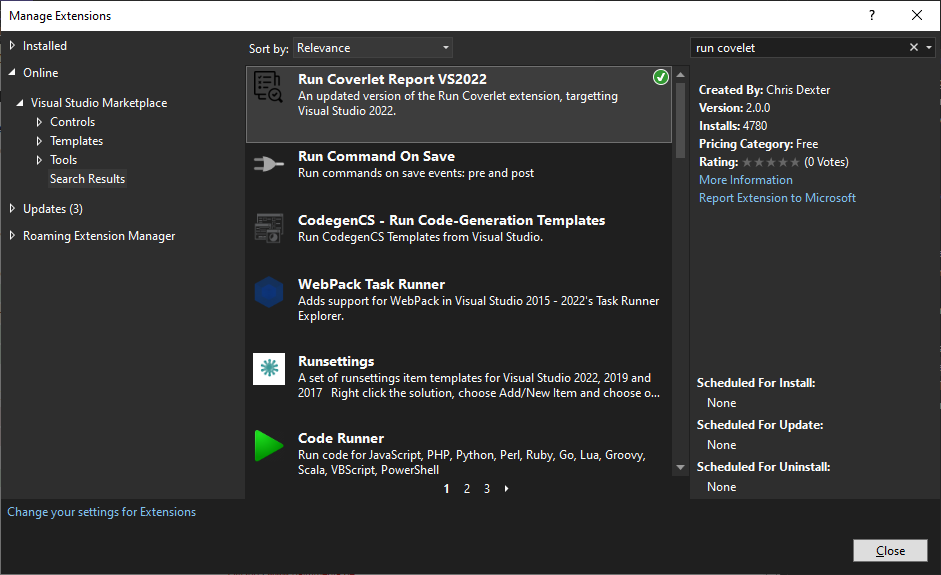 Manage Extensions
?
Installed
Online
Visual Studio Marketplace
Controls
Templates
Tools
Search Results
Updates (3)
Roaming Extension Manager
Sort by: Relevance
Run Coverlet Report VS2022
An updated version of the Run Coverlet extension, targetting
Visual Studio 2022.
Run Command On Save
Run commands on save events: pre and post
CodegenCS - Run Code-Generation Templates
Run CodegenCS Templates from Visual Studio.
WebPack Task Runner
Adds support for WebPack in Visual Studio 2015 - 2022's Task Runner
Explorer.
Runsettings
A set of runsettings item templates for Visual Studio 2022, 2019 and
2017 Right click the solution, choose Add/New Item and choose o...
Code Runner
Run code for JavaScript, PHP, Python, Perl, Ruby, Go, Lua, Groovy,
Scala, VBScript, PowerShell
1 2 3
run covelet
Created By: Chris Dexter
Version: 2.0.0
Installs: 4780
Pricing Category: Free
Rating: (0 Votes)
More Information
Report Extension to Microsoft
Scheduled For Install:
None
Scheduled For Update:
None
Scheduled For Uninstall:
None
Change your settings for Extensions
Close